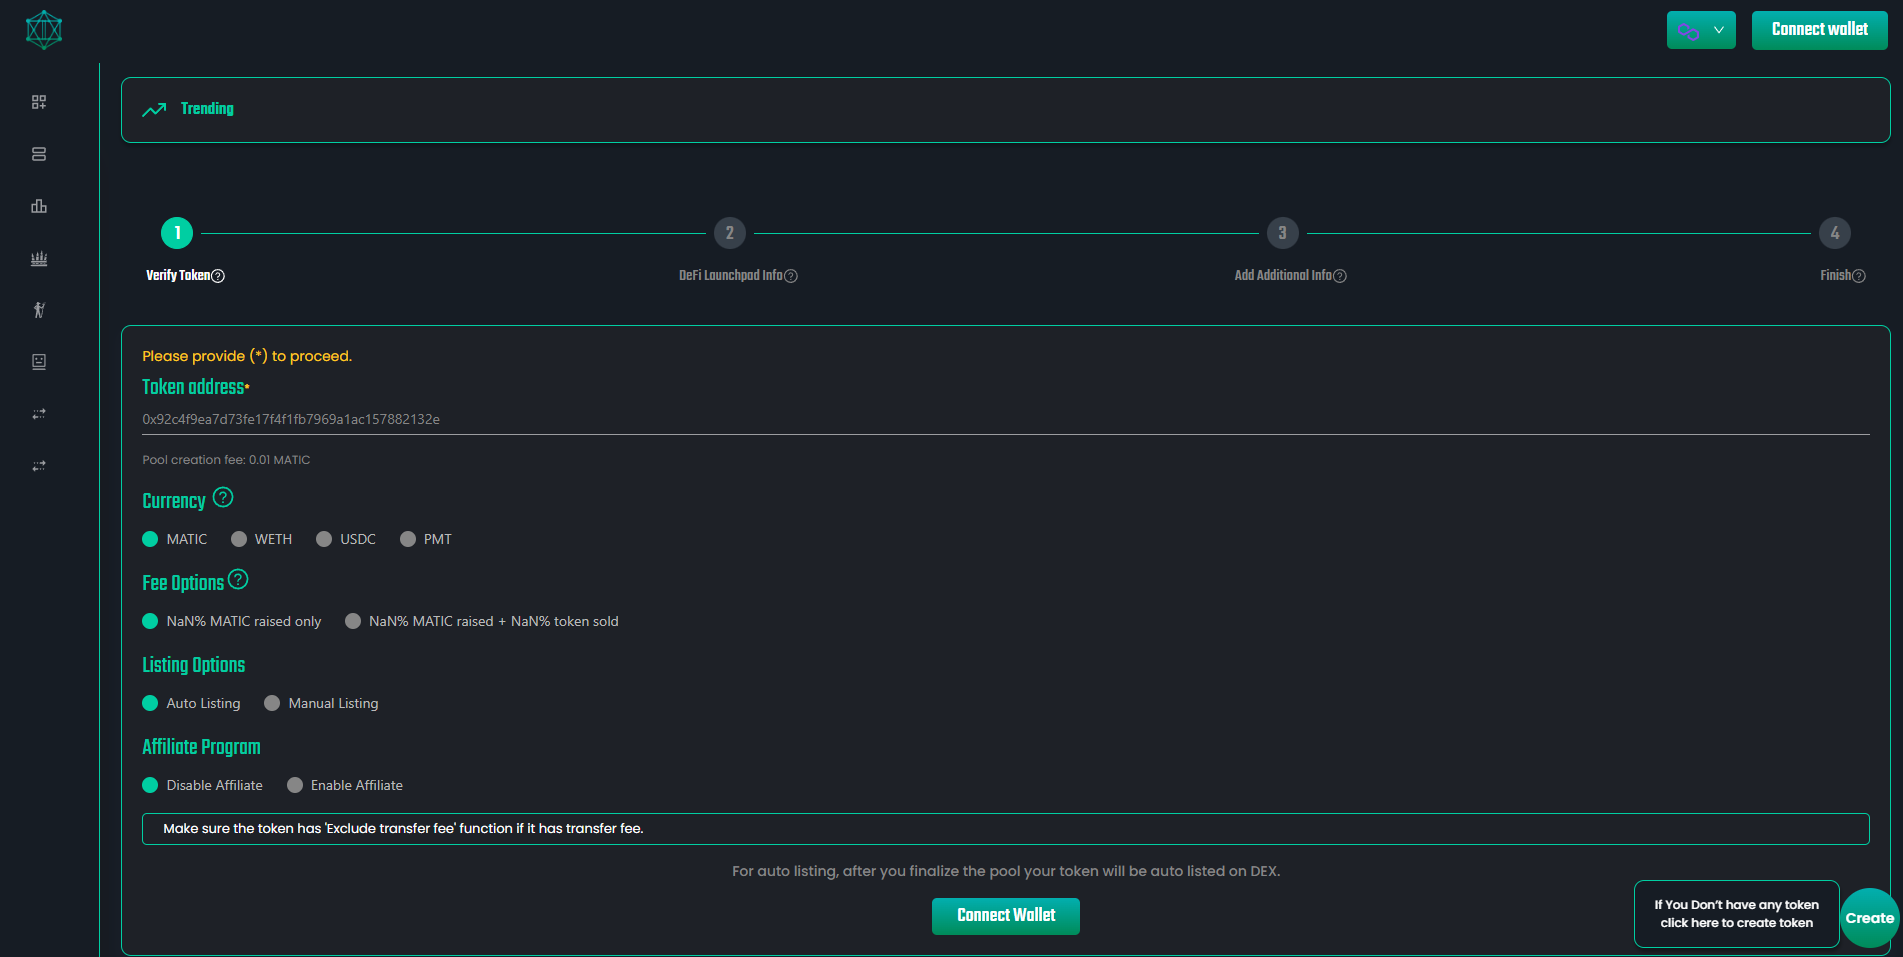 Connect wallet
Trending
1
2
3
4
Verify Token
DeFi Launchpad Info
Add Additional Info
Finish
Please provide (*) to proceed.
Token address*
0x92c4f9ea7d73fe17f4f1fb7969a1ac157882132e
Pool creation fee: 0.01 MATIC
Currency
MATIC WETH USDC PMT
Fee Options
NaN% MATIC raised only NaN% MATIC raised + NaN% token sold
Listing Options
Auto Listing Manual Listing
Affiliate Program
Disable Affiliate Enable Affiliate
Make sure the token has 'Exclude transfer fee' function if it has transfer fee.
For auto listing, after you finalize the pool your token will be auto listed on DEX.
Connect Wallet
If You Don't have any token
click here to create token
Create